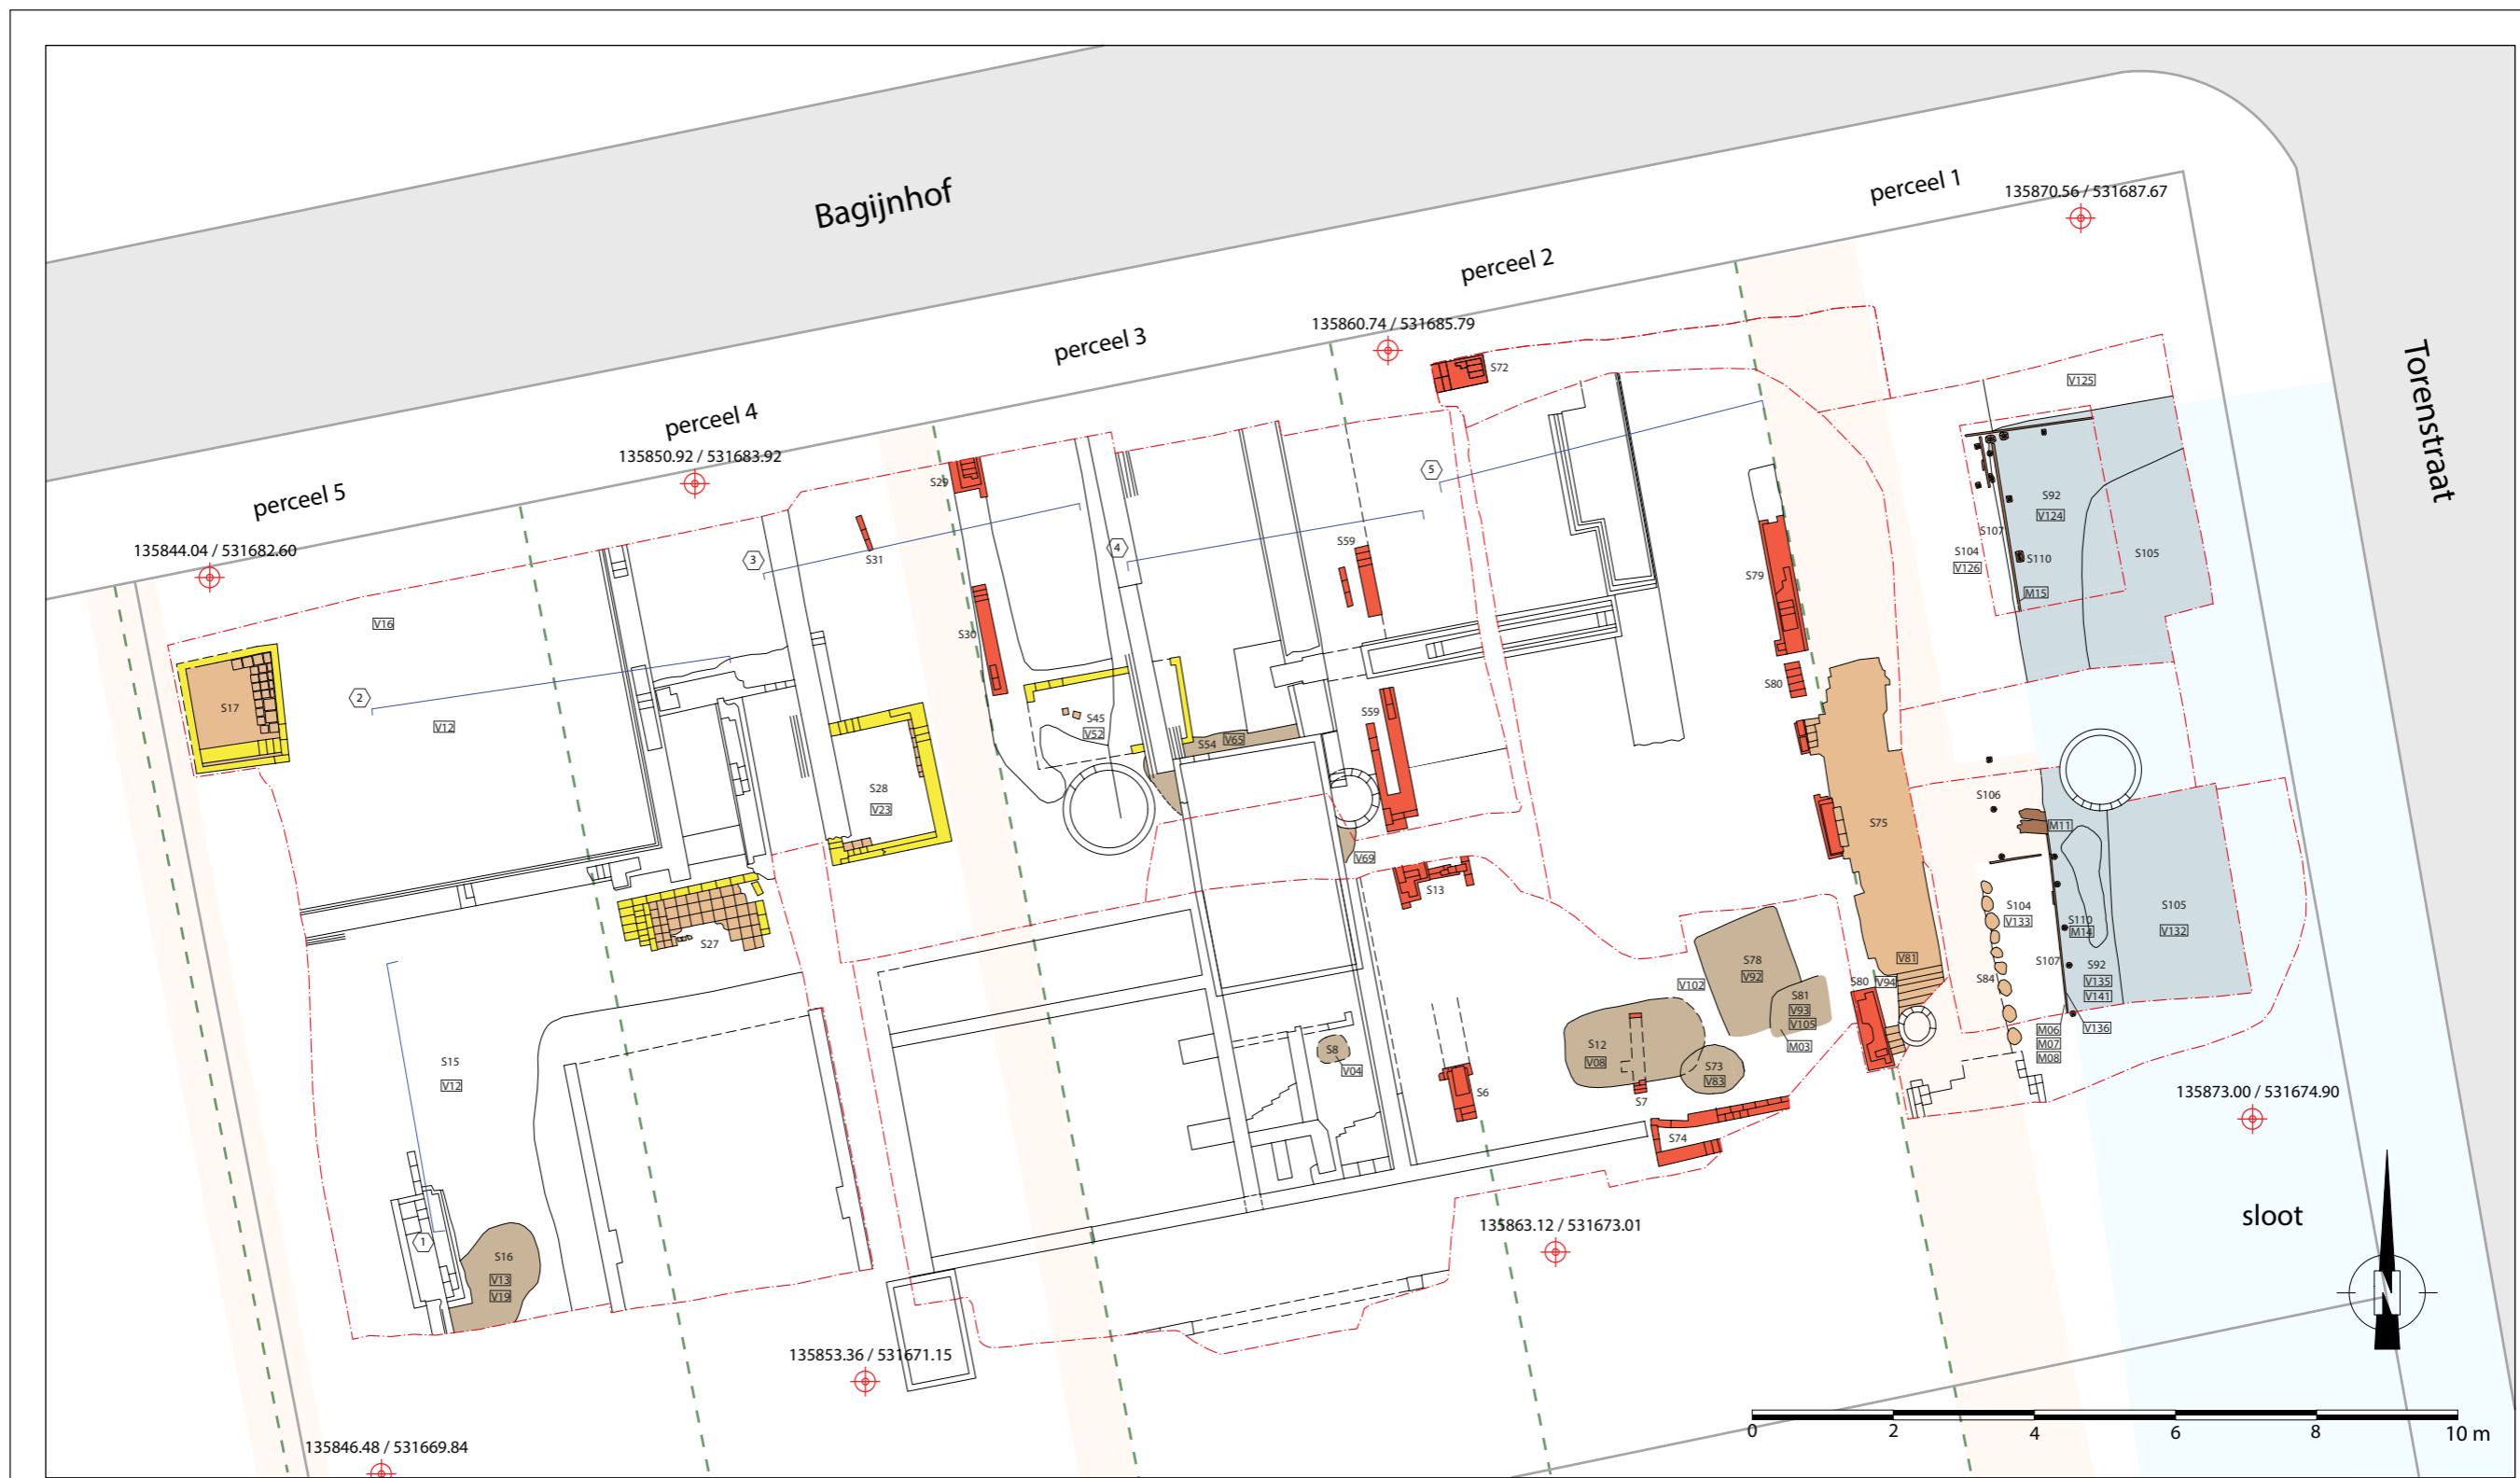 Bagijnhof
Torenstraat
perceel 1
perceel 2
perceel 3
perceel 4
perceel 5
135870.56 / 531687.67
135860.74 / 531685.79
135850.92 / 531683.92
135844.04 / 531682.60
S72
V125
S29
S31
3
4
5
S59
S79
S80
S92
V124
S107
S104
V126
S110
S105
M15
V16
S30
S17
2
V12
S45
V52
S54
V65
S59
S28
V23
S75
S106
M11
V69
S13
S27
S104
V133
S110
M14
S105
V132
S107
S92
V135
V141
S84
V81
S80
V94
S78
V92
V102
S81
V93
V105
M03
S12
V08
S73
V83
S7
S8
V04
S6
S74
M06
M07
M08
V136
S15
V12
1
S16
V13
V19
135873.00 / 531674.90
135863.12 / 531673.01
135853.36 / 531671.15
135846.48 / 531669.84
sloot
N
0 2 4 6 8 10 m